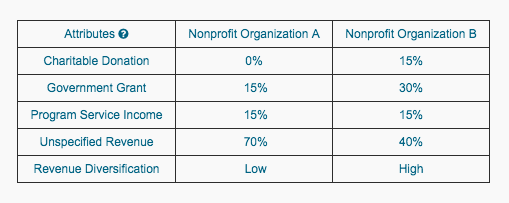 Attributes ? Nonprofit Organization A Nonprofit Organization B
Charitable Donation 0% 15%
Government Grant 15% 30%
Program Service Income 15% 15%
Unspecified Revenue 70% 40%
Revenue Diversification Low High